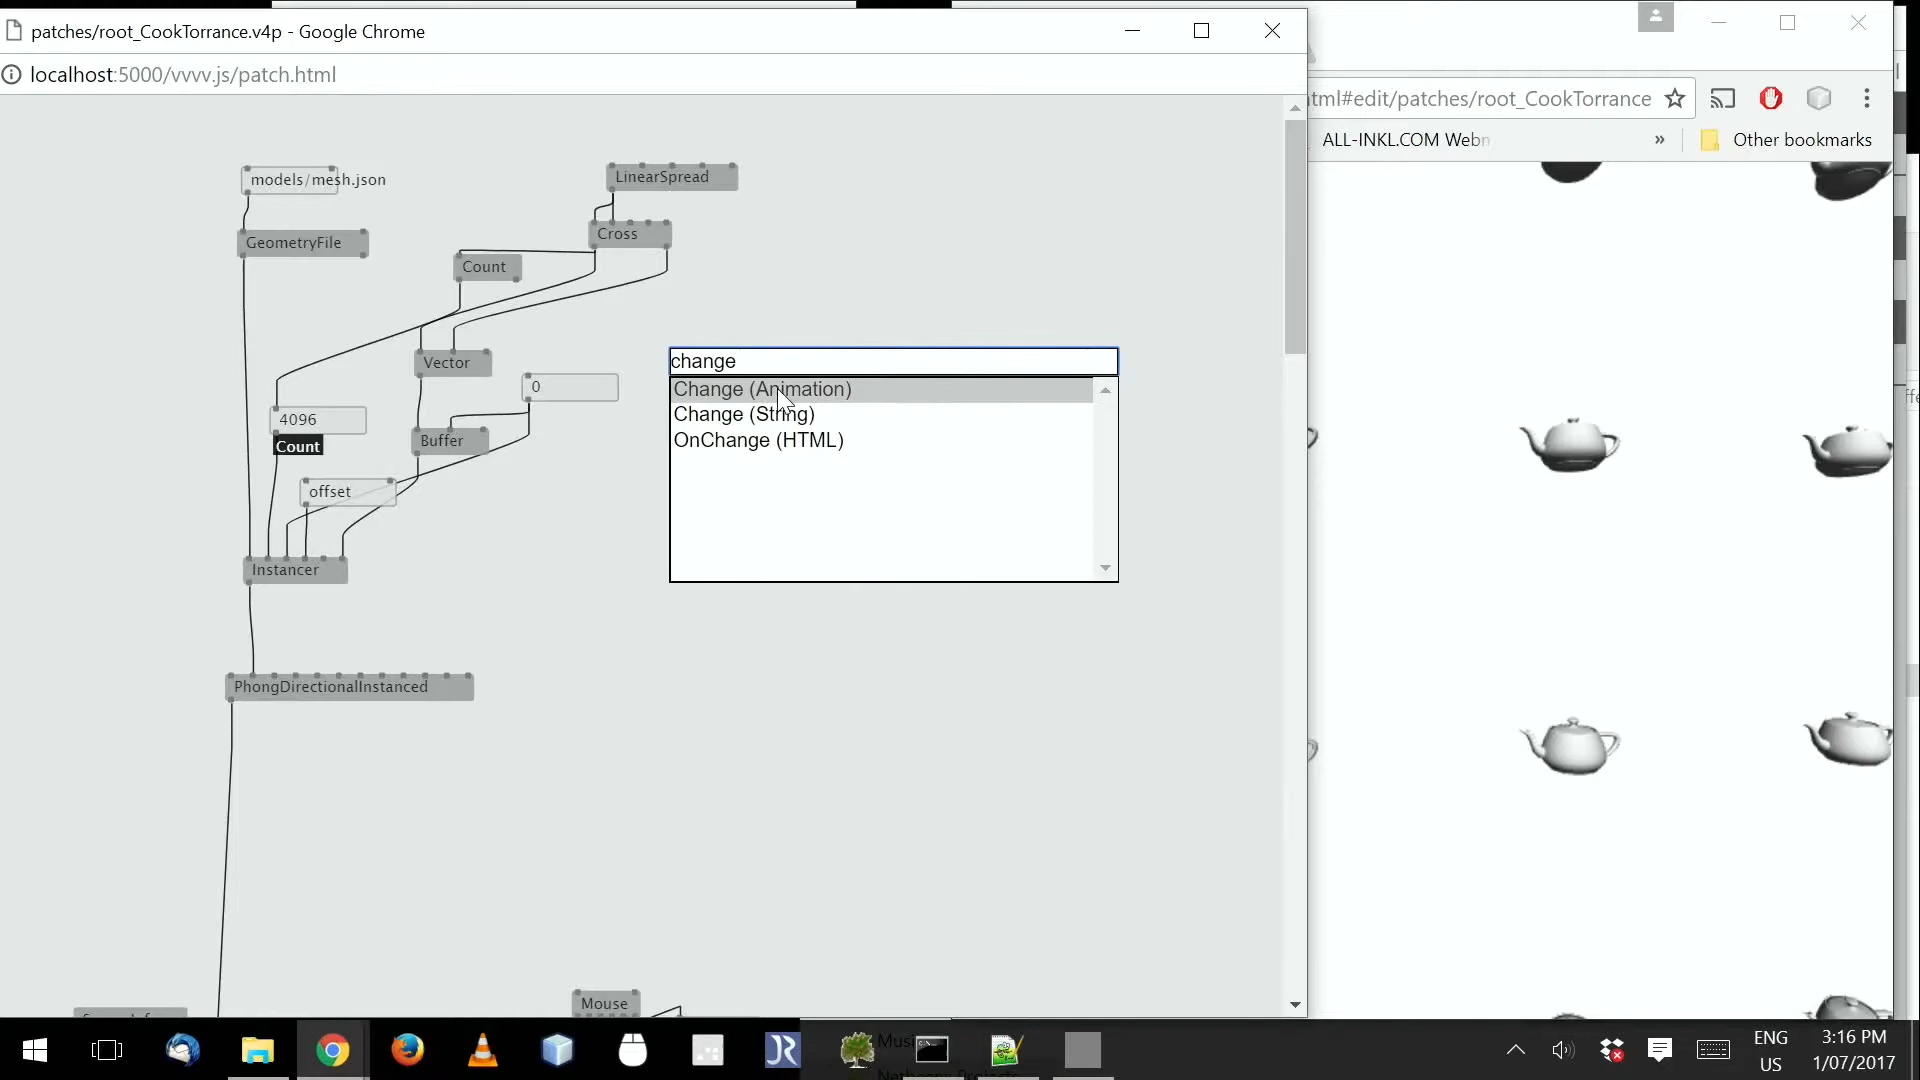 patches/root_CookTorrance.v4p - Google Chrome
localhost:5000/vvvv.js/patch.html
tml#edit/patches/root_CookTorrance
ALL-INKL.COM Webn
»
Other bookmarks
models/mesh.json
LinearSpread
GeometryFile
Cross
Count
Vector
0
change
Change (Animation)
Change (String)
OnChange (HTML)
4096
Count
Buffer
offset
Instancer
PhongDirectionalInstanced
Mouse
ENG
US
3:16 PM
1/07/2017